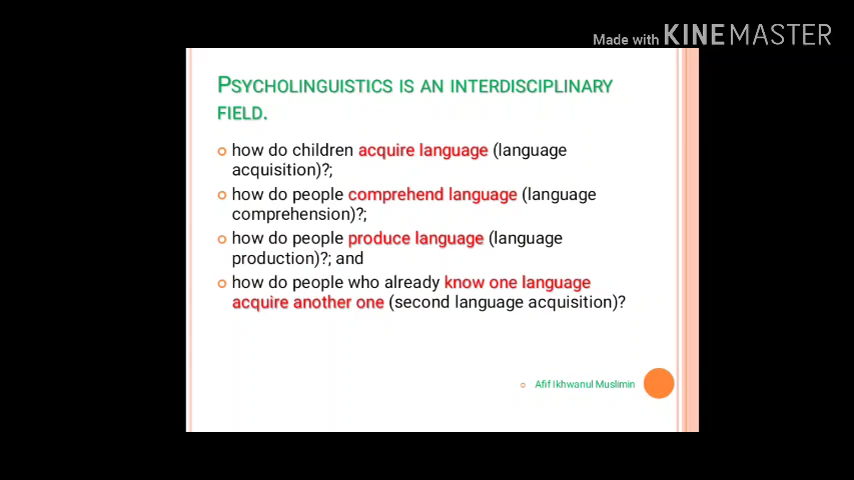 Made with KINEMASTER
PSYCHOLINGUISTICS IS AN INTERDISCIPLINARY
FIELD.
how do children acquire language (language
acquisition)?;
how do people comprehend language (language
comprehension)?;
how do people produce language (language
production)?; and
how do people who already know one language
acquire another one (second language acquisition)?
Afif Ikhwanul Muslimin